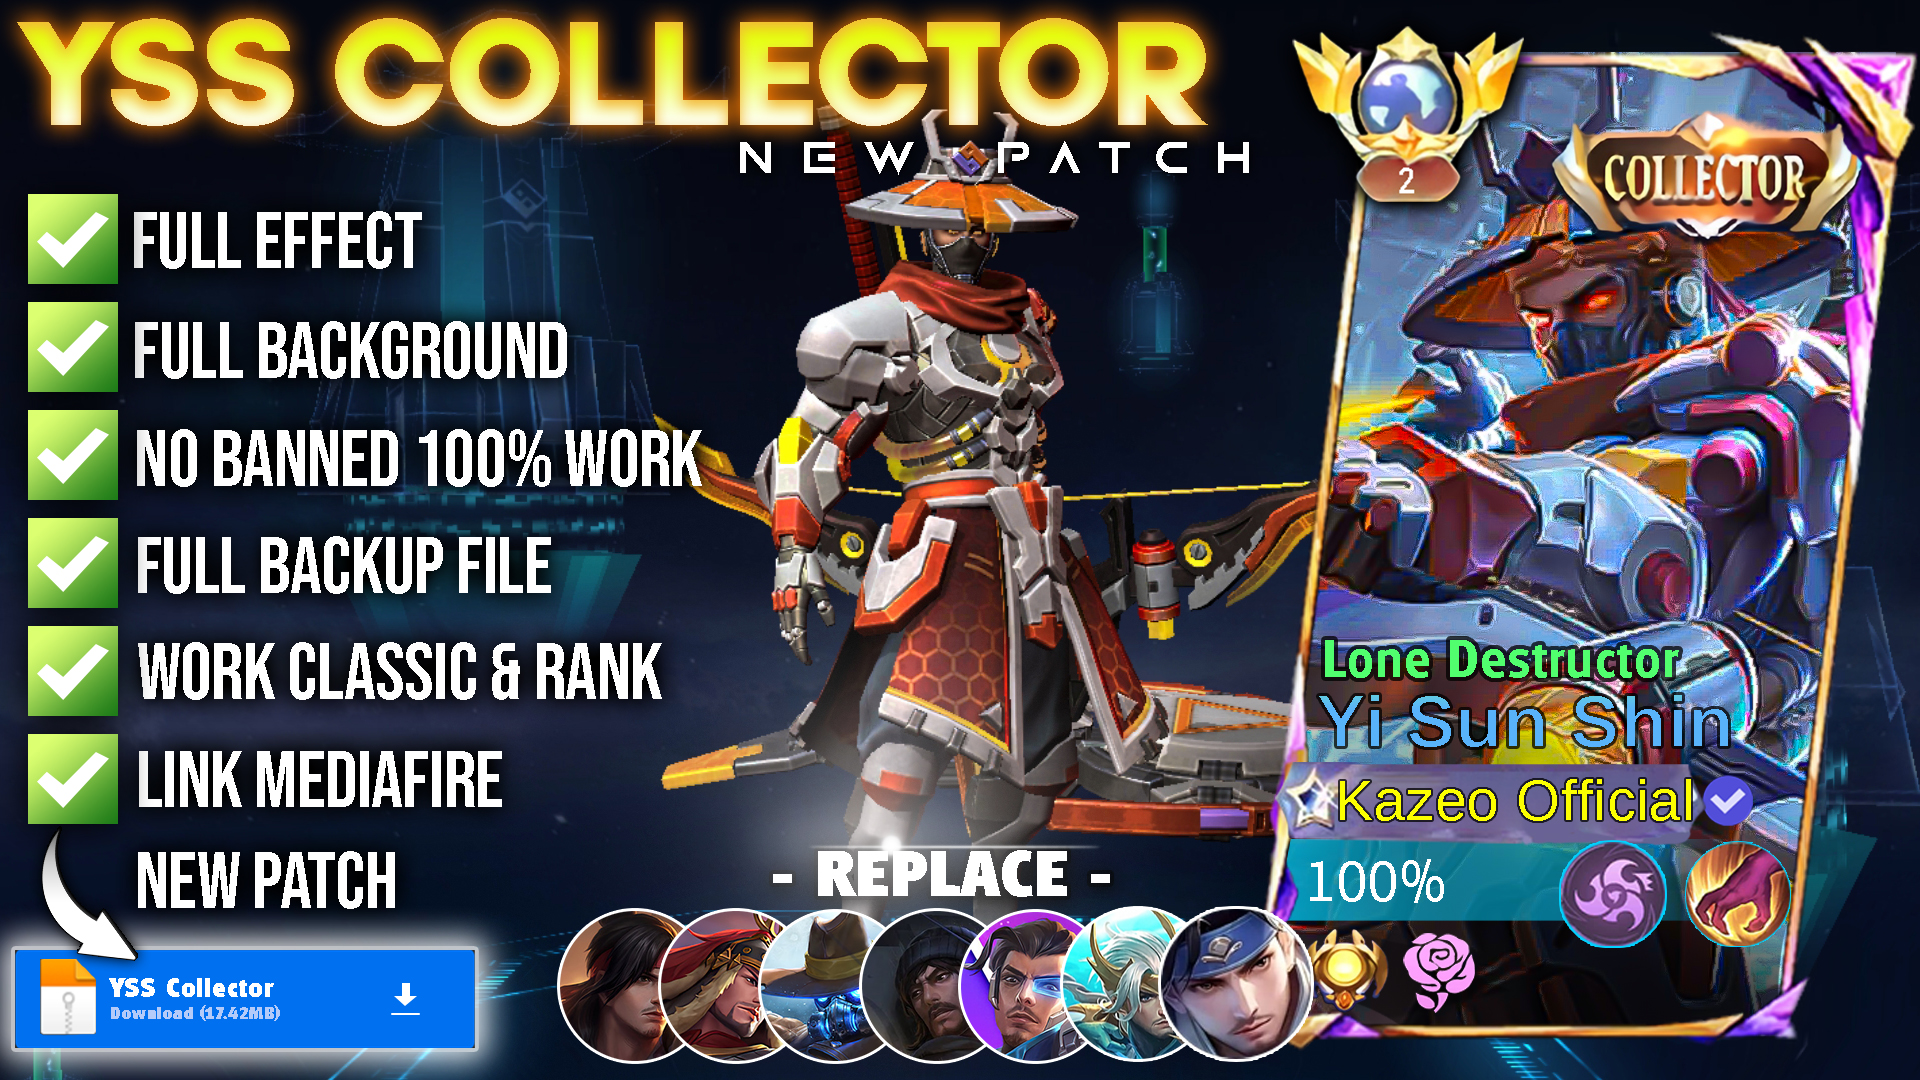 YSS COLLECTOR
NEW PATCH
FULL EFFECT
FULL BACKGROUND
NO BANNED 100% WORK
FULL BACKUP FILE
WORK CLASSIC & RANK
LINK MEDIAFIRE
NEW PATCH
YSS Collector
Download (17.42MB)
- REPLACE -
2
COLLECTOR
Lone Destructor
Yi Sun Shin
Kazeo Official
100%